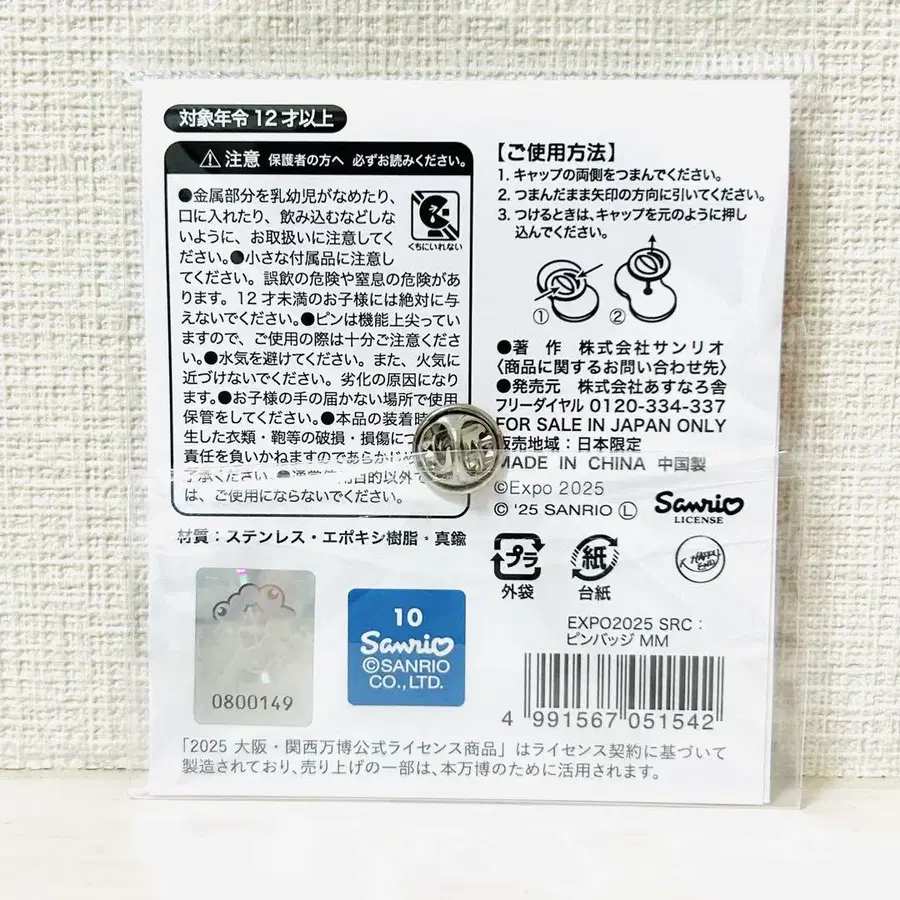 対象年令12才以上
注意 保護者の方へ 必ずお読みください。
●金属部分を乳幼児がなめたり、
口に入れたり、飲み込むなどしな
いように、お取扱いに注意してく
ださい。●小さな付属品に注意し
てください。誤飲の危険や窒息の危険があ
ります。12才未満のお子様には絶対に与
えないでください。●ピンは機能上尖ってい
ますので、ご使用の際は十分ご注意くださ
い。●水気を避けてください。また、火気に
近づけないでください。劣化の原因になりま
す。●お子様の手の届かない場所で使用
保管をしてください。●本品の装着時
生した衣類・鞄等の破損・損傷につ
責任を負いかねますのであらかじめ
了承ください。●通常使用目的以外で
は、ご使用にならないでください。
くちにいれない
材質：ステンレス・エポキシ樹脂・真鍮
0800149
10
Sanrio
©SANRIO
CO.,LTD.
【ご使用方法】
1. キャップの両側をつまんでください。
2. つまんだまま矢印の方向に引いてください。
3. つけるときは、キャップを元のように押し
込んでください。
① ②
●著 作 株式会社サンリオ
〈商品に関するお問い合わせ先〉
●発売元 株式会社あすなろ舎
フリーダイヤル 0120-334-337
FOR SALE IN JAPAN ONLY
販売地域：日本限定
MADE IN CHINA 中国製
©Expo 2025
© '25 SANRIO Ⓛ
Sanrio
LICENSE
プラ
外袋
紙
台紙
HAPPY
END
EXPO2025 SRC：
ピンバッジ MM
4 991567 051542
「2025 大阪・関西万博公式ライセンス商品」はライセンス契約に基づいて
製造されており、売り上げの一部は、本万博のために活用されます。